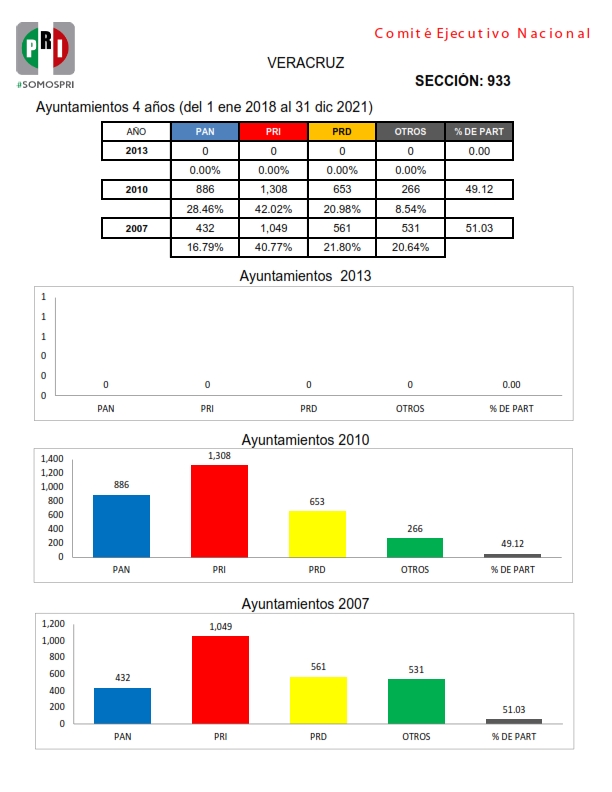 Comité Ejecutivo Nacional
PRI
#SOMOSPRI
VERACRUZ
SECCIÓN: 933
Ayuntamientos 4 años (del 1 ene 2018 al 31 dic 2021)
AÑO PAN PRI PRD OTROS % DE PART
2013 0 0 0 0 0.00
0.00% 0.00% 0.00% 0.00%
2010 886 1,308 653 266 49.12
28.46% 42.02% 20.98% 8.54%
2007 432 1,049 561 531 51.03
16.79% 40.77% 21.80% 20.64%
Ayuntamientos 2013
1
1
1
0
0
0
0 0 0 0 0.00
PAN PRI PRD OTROS % DE PART
Ayuntamientos 2010
1,400
1,200
1,000
800
600
400
200
0
886 1,308 653 266 49.12
PAN PRI PRD OTROS % DE PART
Ayuntamientos 2007
1,200
1,000
800
600
400
200
0
432 1,049 561 531 51.03
PAN PRI PRD OTROS % DE PART